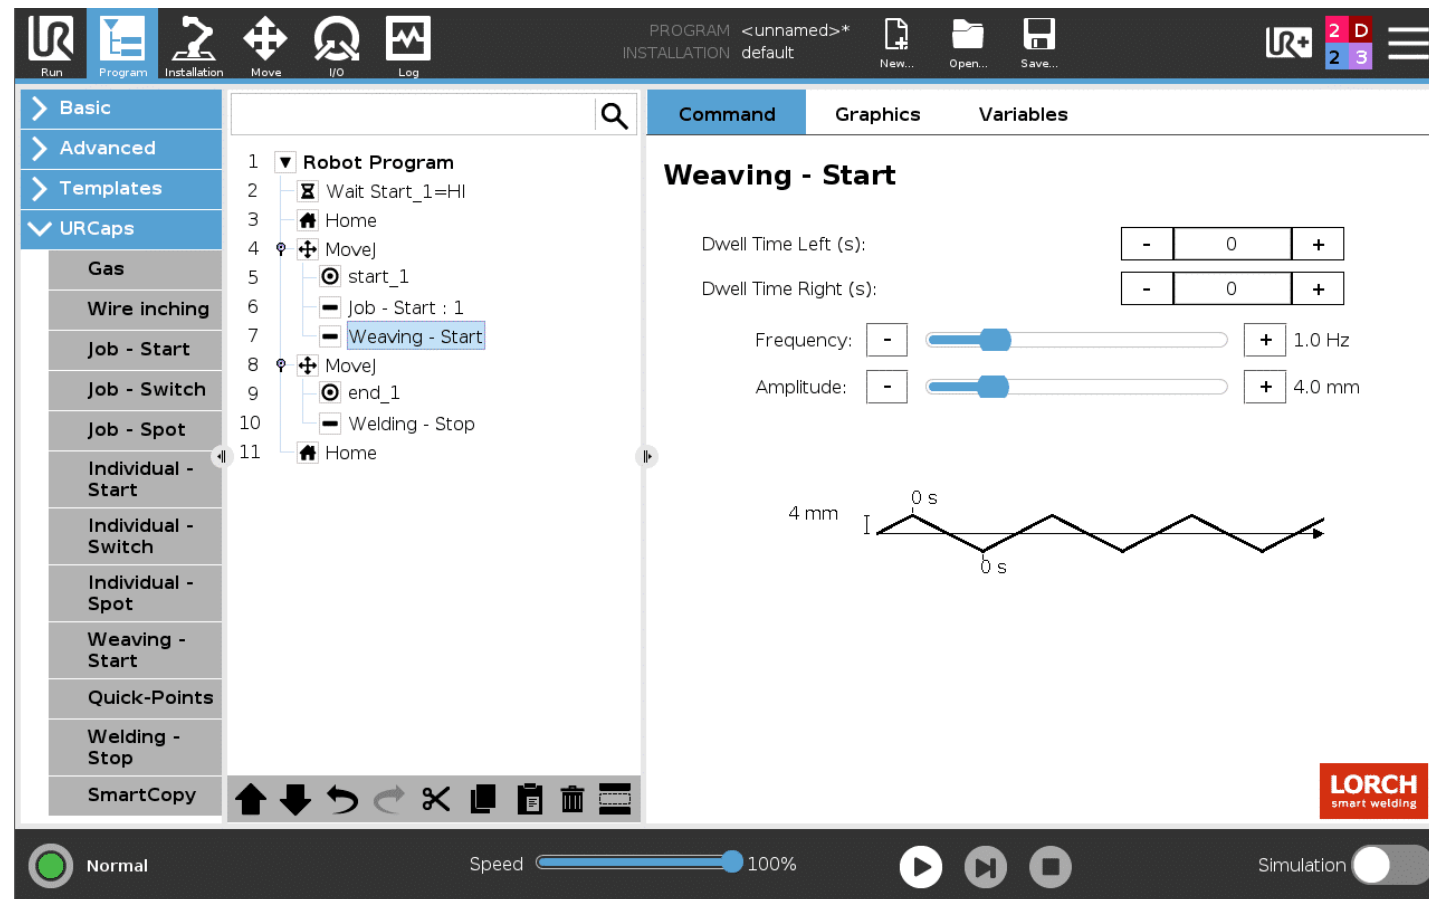 Run
Program
Installation
Move
I/O
Log
PROGRAM <unnamed>*
INSTALLATION default
New...
Open...
Save...
UR+
2 D
2 3
Basic
Advanced
Templates
URCaps
Gas
Wire inching
Job - Start
Job - Switch
Job - Spot
Individual -
Start
Individual -
Switch
Individual -
Spot
Weaving -
Start
Quick-Points
Welding -
Stop
SmartCopy
1 Robot Program
2 Wait Start_1=HI
3 Home
4 MoveJ
5 start_1
6 Job - Start : 1
7 Weaving - Start
8 MoveJ
9 end_1
10 Welding - Stop
11 Home
Command Graphics Variables
Weaving - Start
Dwell Time Left (s): - 0 +
Dwell Time Right (s): - 0 +
Frequency: - + 1.0 Hz
Amplitude: - + 4.0 mm
0 s
4 mm
0 s
LORCH
smart welding
Normal
Speed 100%
Simulation